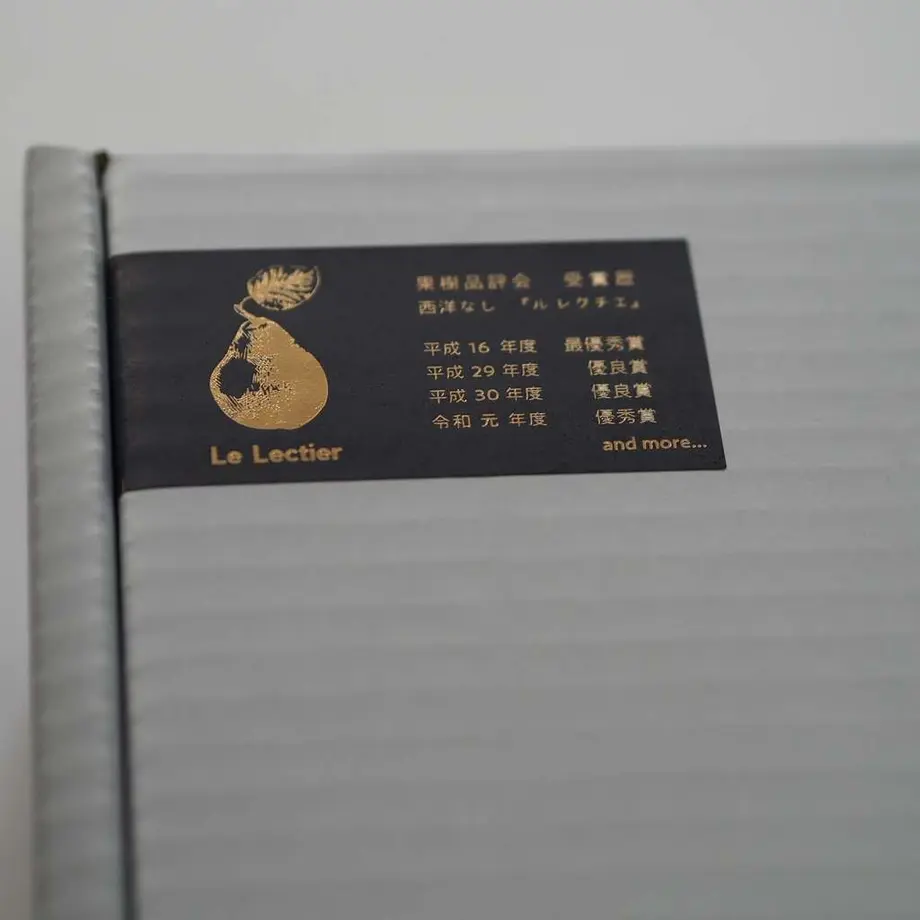 Le Lectier
果樹品評会 受賞歴
西洋なし 『ルレクチエ』
平成 16 年度 最優秀賞
平成 29 年度 優良賞
平成 30 年度 優良賞
令和 元 年度 優秀賞
and more...